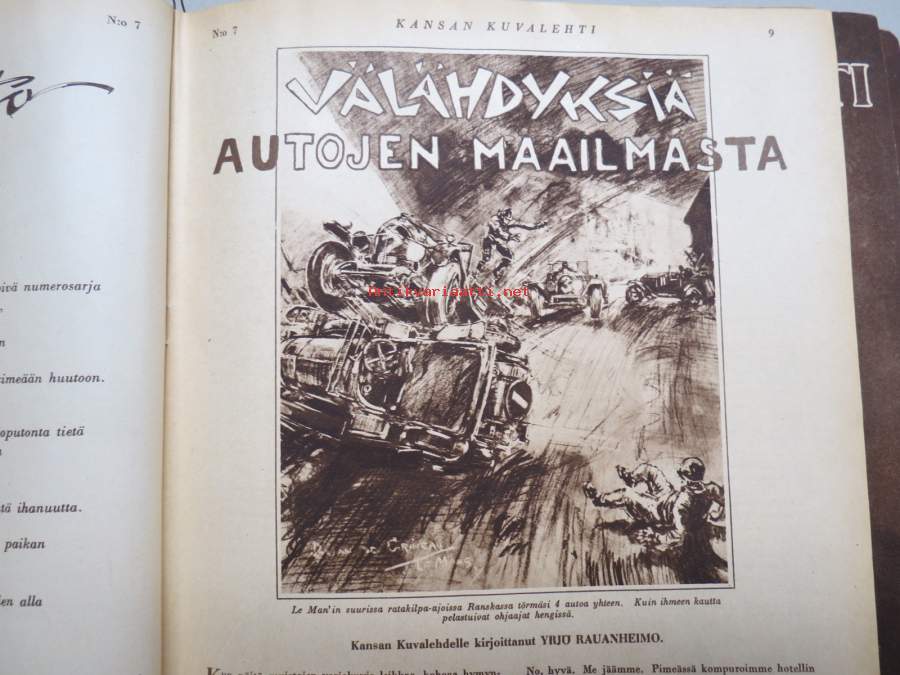 N:o 7
ivä numerosarja
imeään huutoon.
oputonta tietä
tä ihanuutta.
paikan
len alla
N:o 7
KANSAN KUVALEHTI
9
VÄLÄHDYKSIÄ
AUTOJEN MAAILMASTA
Antikvariaatti.net
Le Man'in suurissa ratakilpa-ajoissa Ranskassa törmäsi 4 autoa yhteen. Kuin ihmeen kautta
pelastuivat ohjaajat hengissä.
Kansan Kuvalehdelle kirjoittanut YRJÖ RAUANHEIMO.
No, hyvä. Me jäämme. Pimeässä kompuroimme hotellin